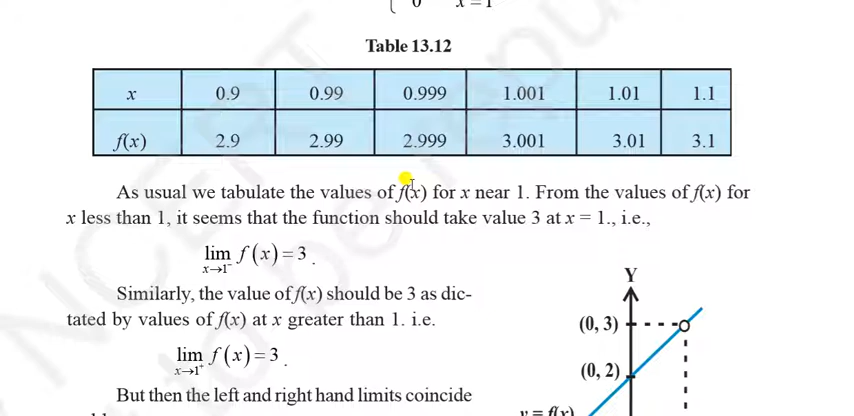 0 x = 1
Table 13.12
x 0.9 0.99 0.999 1.001 1.01 1.1
f(x) 2.9 2.99 2.999 3.001 3.01 3.1
As usual we tabulate the values of f(x) for x near 1. From the values of f(x) for
x less than 1, it seems that the function should take value 3 at x = 1., i.e.,
lim f(x) = 3 .
x→1⁻
Similarly, the value of f(x) should be 3 as dic-
tated by values of f(x) at x greater than 1. i.e.
lim f(x) = 3 .
x→1⁺
But then the left and right hand limits coincide
Y
(0, 3)
(0, 2)
y = f(x)